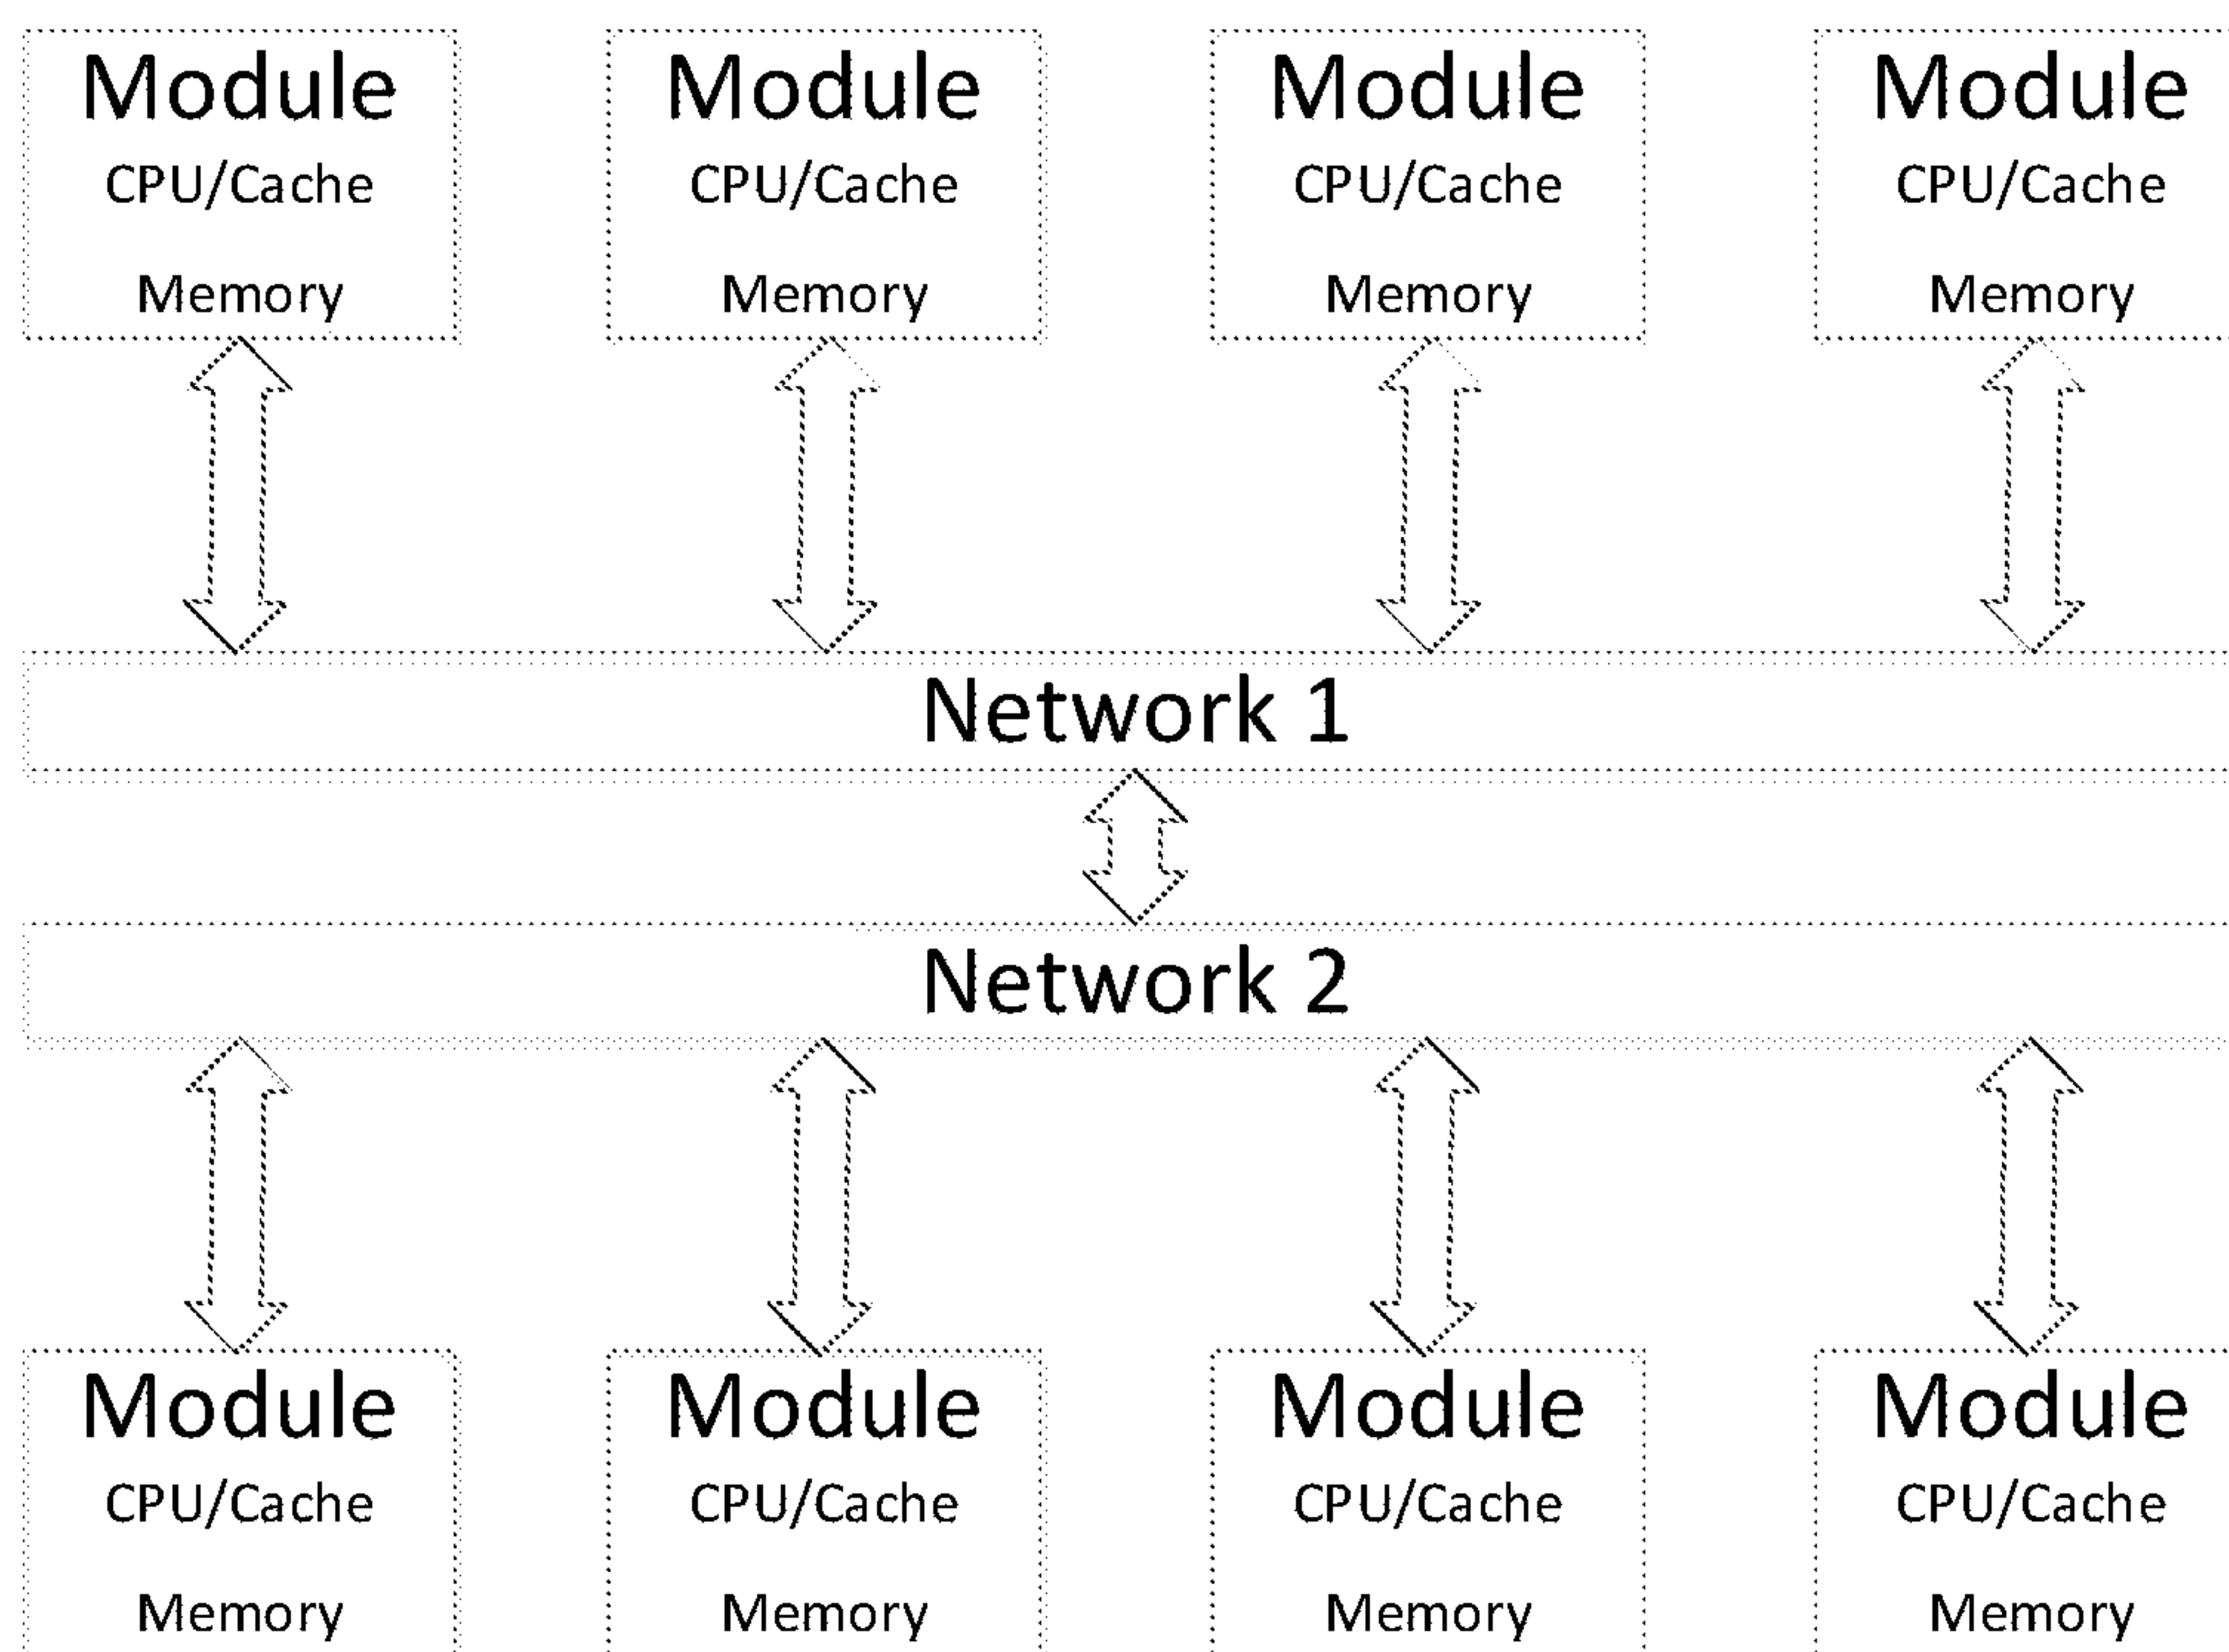 Module Module Module Module
CPU/Cache CPU/Cache CPU/Cache CPU/Cache
Memory Memory Memory Memory
Network 1
Network 2
Module Module Module Module
CPU/Cache CPU/Cache CPU/Cache CPU/Cache
Memory Memory Memory Memory